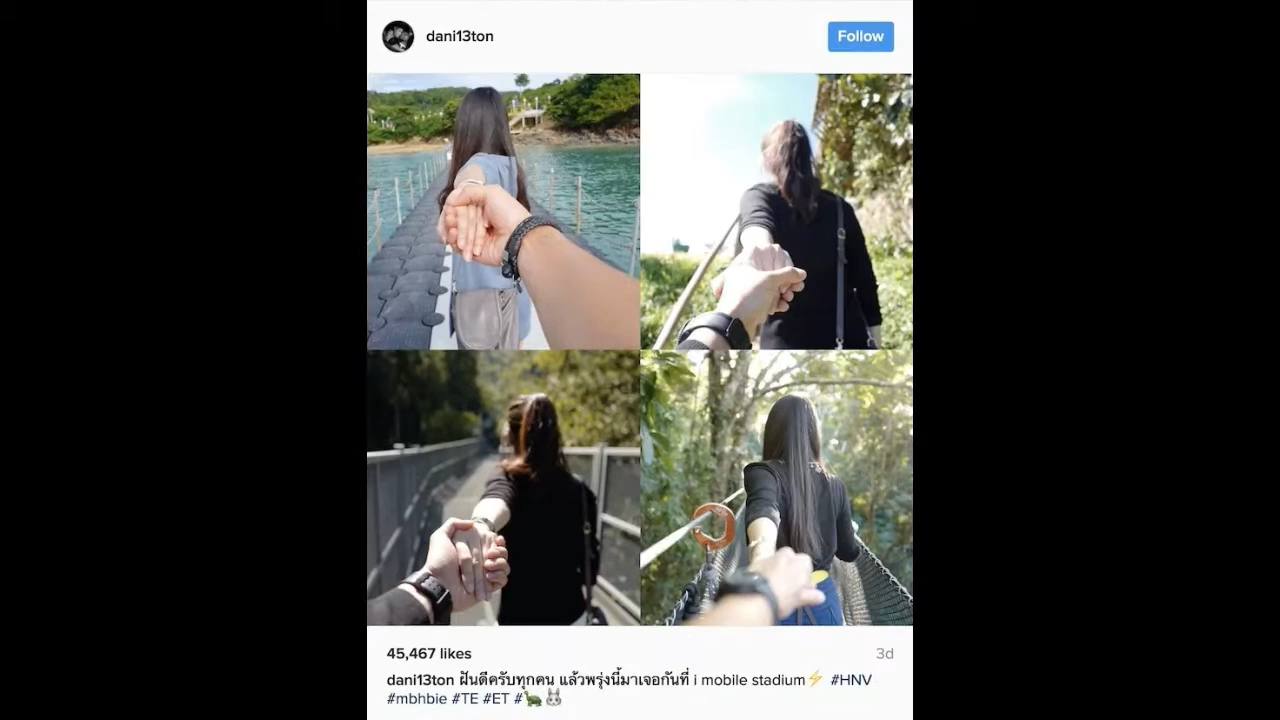 dani13ton
Follow
45,467 likes
3d
dani13ton ฝันดีครับทุกคน แล้วพรุ่งนี้มาเจอกันที่ i mobile stadium⚡ #HNV
#mbhbie #TE #ET #🐢🐰